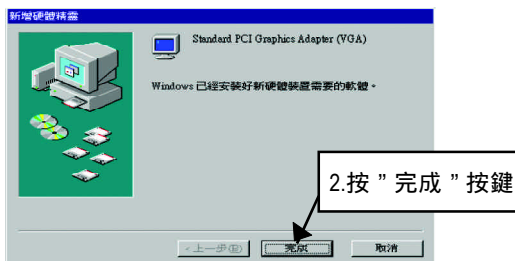 新增硬體精靈
Standard PCI Graphics Adapter (VGA)
Windows 已經安裝好新硬體裝置需要的軟體。
2.按 ” 完成 ” 按鍵
<上一步(B)
完成
取消